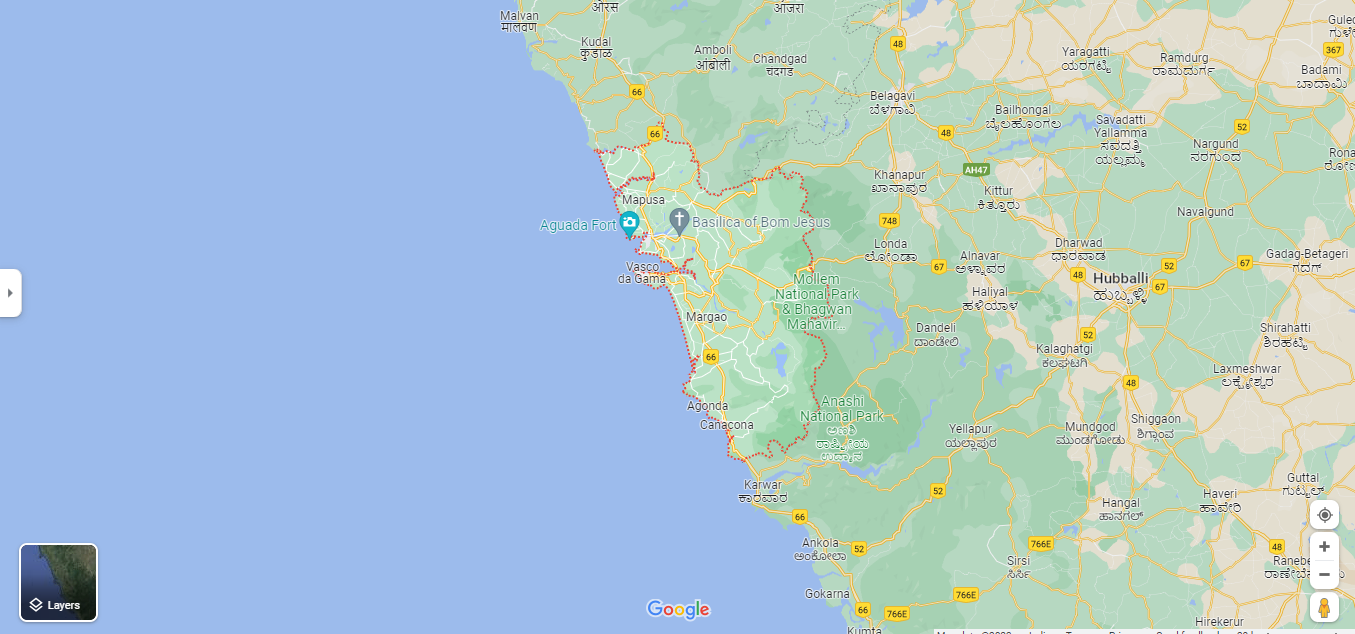 Malvan
मालवण
ओरस
आजरा
Kudal
कुडाळ
Amboli
आंबोली
Chandgad
चंदगड
48
Yaragatti
ಯರಗಟ್ಟಿ
Ramdurg
ರಾಮದುರ್ಗ
367
Badami
ಬಾದಾಮಿ
66
Belagavi
ಬೆಳಗಾವಿ
Bailhongal
ಬೈಲಹೊಂಗಲ
Savadatti
Yallamma
ಸವದತ್ತಿ
ಯಲ್ಲಮ್ಮ
52
66
48
Nargund
ನರಗುಂದ
AH47
Khanapur
ಖಾನಾಪುರ
Kittur
ಕಿತ್ತೂರು
Mapusa
Aguada Fort
Basilica of Bom Jesus
748
Navalgund
Londa
ಲೋಂಡಾ
Alnavar
ಅಳ್ನಾವರ
67
Dharwad
ಧಾರವಾಡ
48
52
67
Gadag-Betageri
ಗದಗ್
Vasco
da Gama
Mollem
National Park
& Bhagwan
Mahavir...
Haliyal
ಹಳಿಯಾಳ
Hubballi
ಹುಬ್ಬಳ್ಳಿ
67
Margao
Dandeli
ದಾಂಡೇಲಿ
52
Shirahatti
ಶಿರಹಟ್ಟಿ
66
Kalaghatgi
ಕಲಘಟಗಿ
48
Laxmeshwar
ಲಕ್ಷ್ಮೇಶ್ವರ
Agonda
Canacona
Anashi
National Park
ಅಣಶಿ
ರಾಷ್ಟ್ರೀಯ
ಉದ್ಯಾನ
Yellapur
ಯಲ್ಲಾಪುರ
Mundgod
ಮುಂಡಗೋಡು
Shiggaon
ಶಿಗ್ಗಾಂವ
Karwar
ಕಾರವಾರ
52
66
Hangal
ಹಾನಗಲ್
Haveri
ಹಾವೇರಿ
Guttal
ಗುಟ್ಟಲ್
Ankola
ಅಂಕೋಲಾ
52
766E
48
Sirsi
ಸಿರ್ಸಿ
Gokarna
66
766E
766E
Hirekerur
Layers
Google